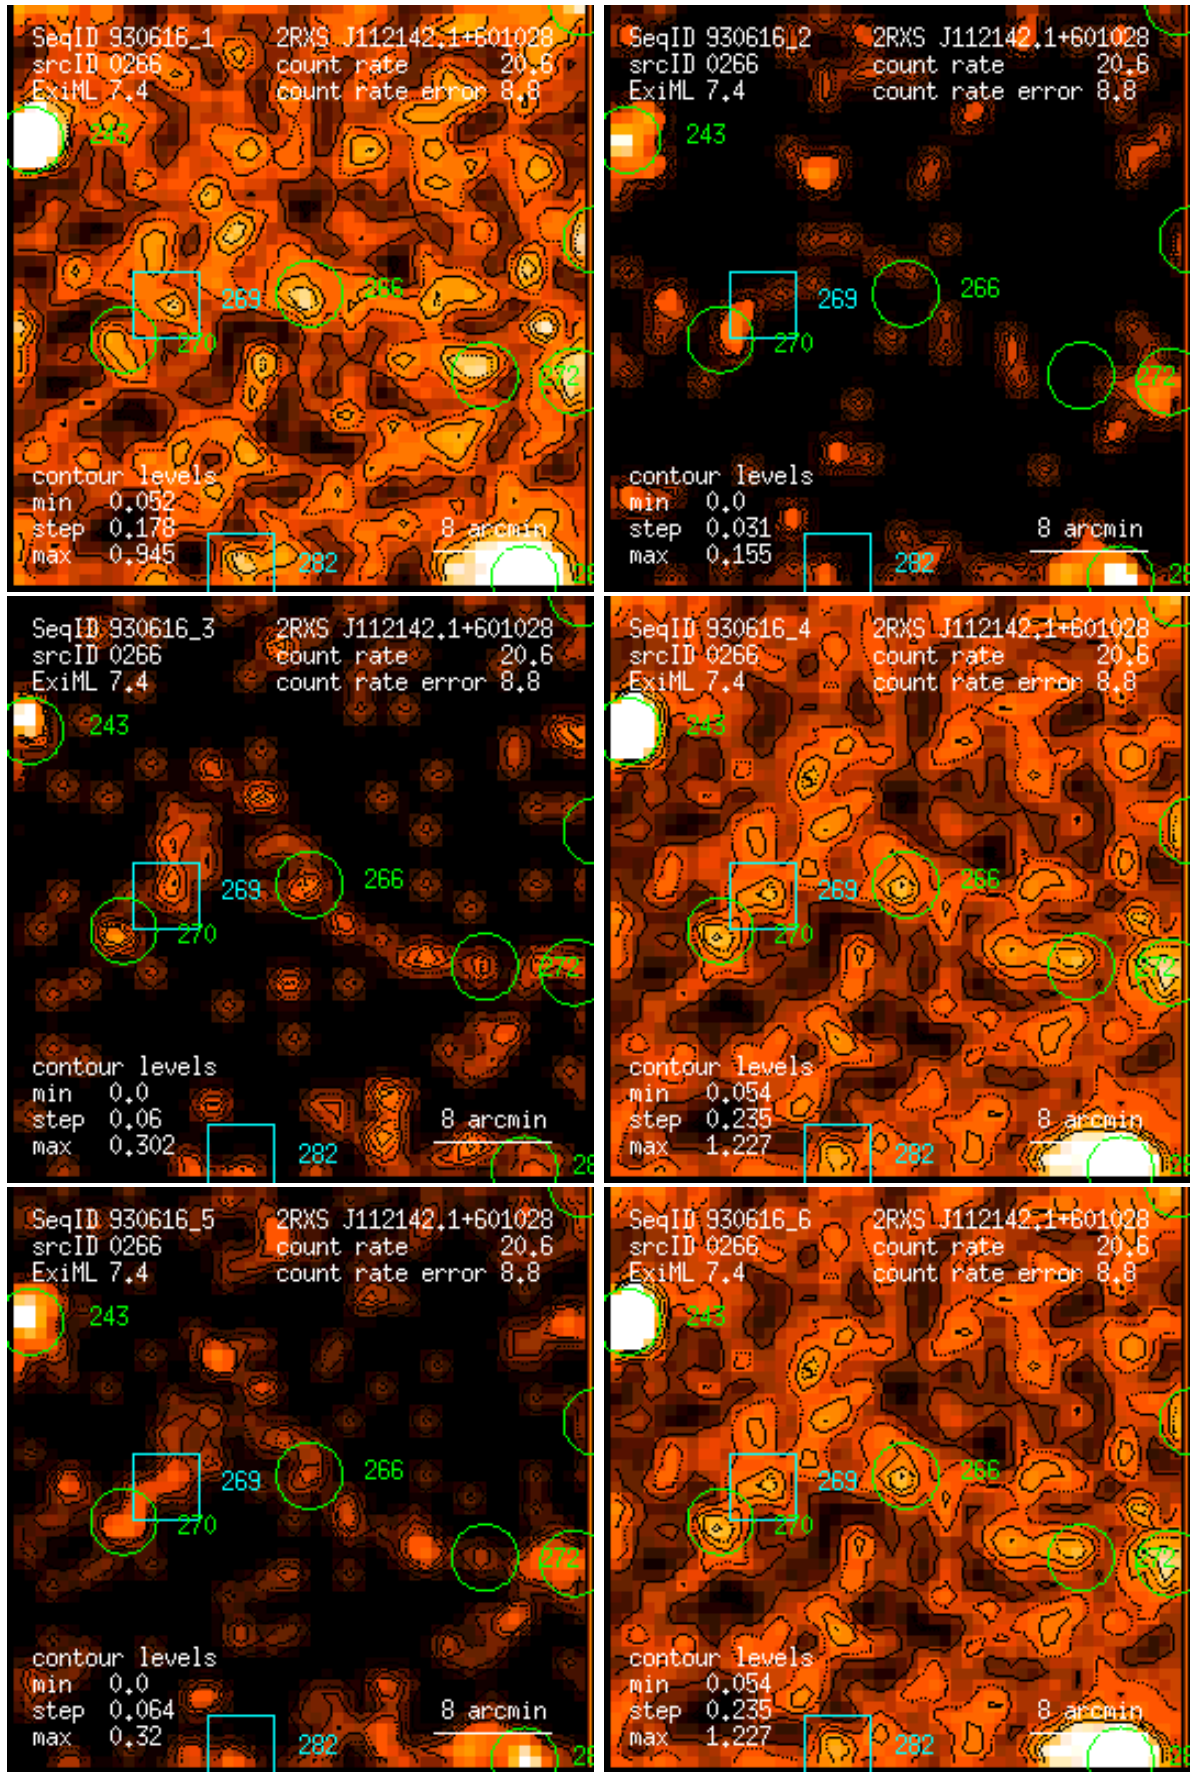 SeqID 930616_1 2RXS J112142.1+601028
srcID 0266 count rate 20.6
ExiML 7.4 count rate error 8.8
243
269 266
270
272
contour levels
min 0.052
step 0.178 8 arcmin
max 0.945
282 28
SeqID 930616_2 2RXS J112142.1+601028
srcID 0266 count rate 20.6
ExiML 7.4 count rate error 8.8
243
269 266
270
272
contour levels
min 0.0
step 0.031 8 arcmin
max 0.155
282 28
SeqID 930616_3 2RXS J112142.1+601028
srcID 0266 count rate 20.6
ExiML 7.4 count rate error 8.8
243
269 266
270
272
contour levels
min 0.0
step 0.06 8 arcmin
max 0.302
282 28
SeqID 930616_4 2RXS J112142.1+601028
srcID 0266 count rate 20.6
ExiML 7.4 count rate error 8.8
243
269 266
270
272
contour levels
min 0.054
step 0.235 8 arcmin
max 1.227
282 28
SeqID 930616_5 2RXS J112142.1+601028
srcID 0266 count rate 20.6
ExiML 7.4 count rate error 8.8
243
269 266
270
272
contour levels
min 0.0
step 0.064 8 arcmin
max 0.32
282 28
SeqID 930616_6 2RXS J112142.1+601028
srcID 0266 count rate 20.6
ExiML 7.4 count rate error 8.8
243
269 266
270
272
contour levels
min 0.054
step 0.235 8 arcmin
max 1.227
282 28